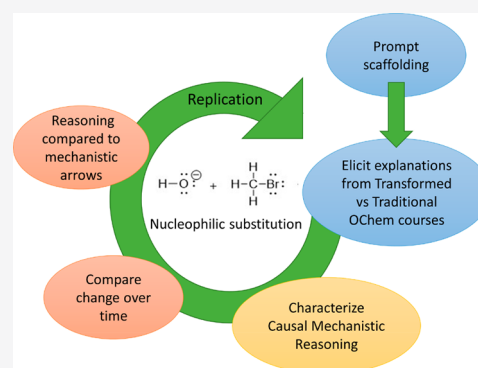 Prompt
scaffolding
Replication
Reasoning
compared to
mechanistic
arrows
Elicit explanations
from Transformed
vs Traditional
OChem courses
H
H–O:⊖ + H–C–Br:
H
Nucleophilic substitution
Compare
change over
time
Characterize
Causal Mechanistic
Reasoning